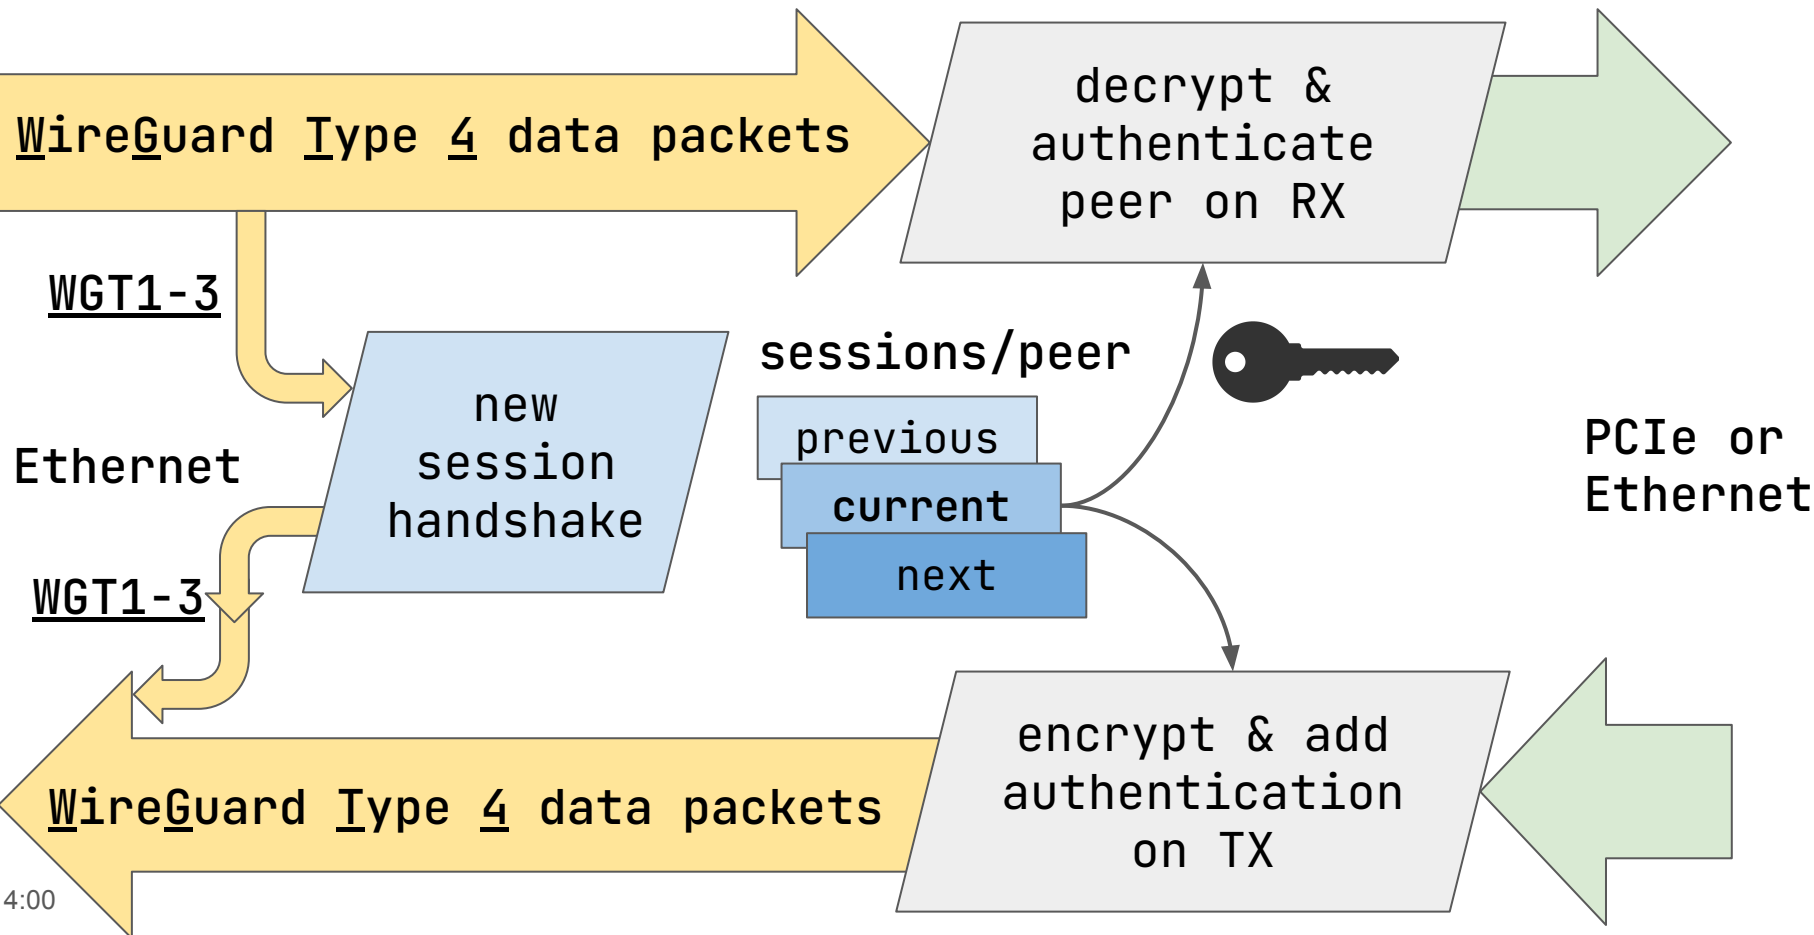 WireGuard Type 4 data packets
decrypt &
authenticate
peer on RX
WGT1-3
new
session
handshake
sessions/peer
previous
current
next
Ethernet
PCIe or
Ethernet
WGT1-3
WireGuard Type 4 data packets
encrypt & add
authentication
on TX
4:00